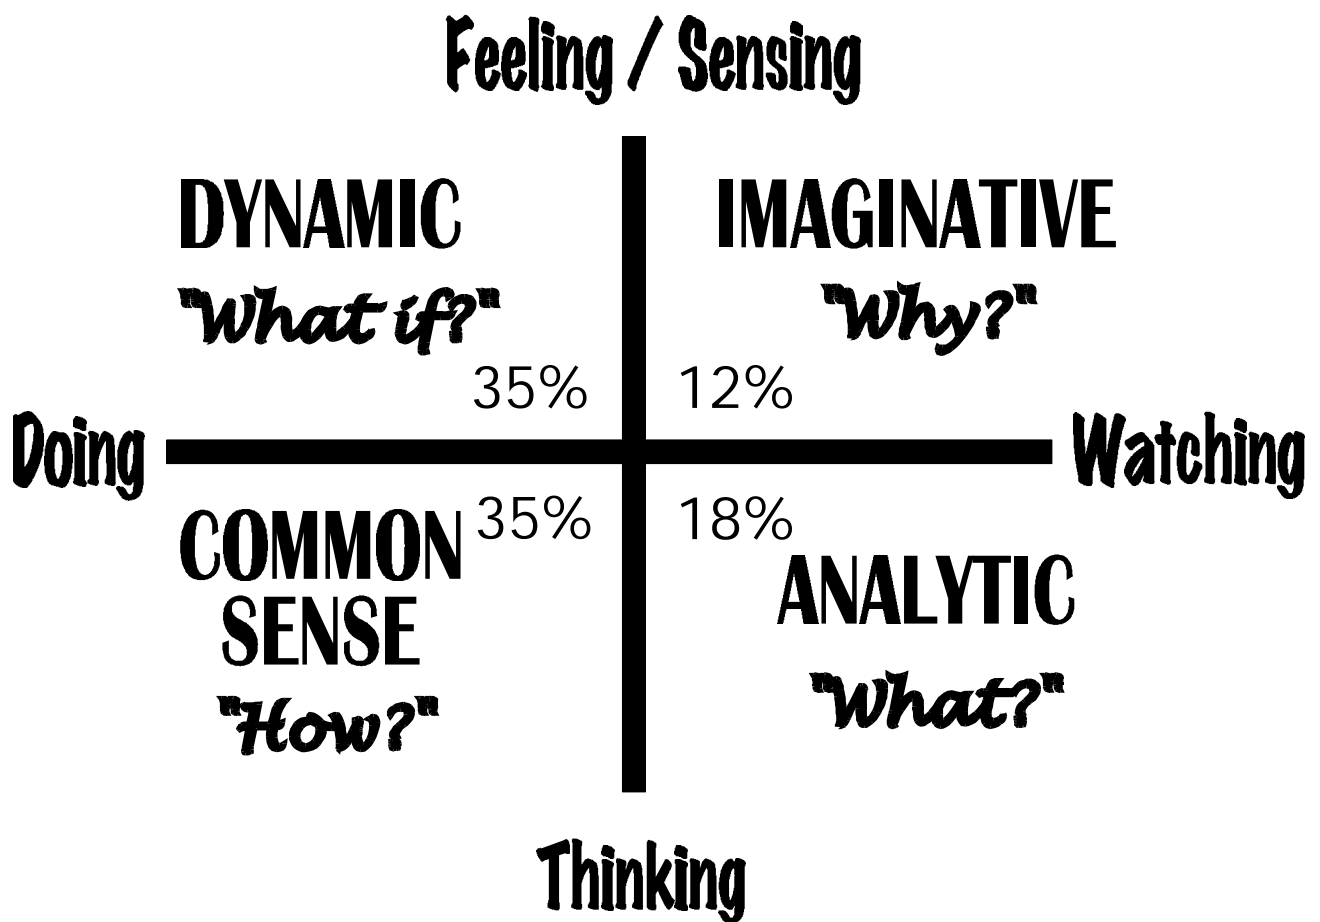 Feeling / Sensing
DYNAMIC
"What if?"
35%
IMAGINATIVE
"Why?"
12%
Doing
Watching
COMMON
SENSE
"How?"
35%
18%
ANALYTIC
"What?"
Thinking